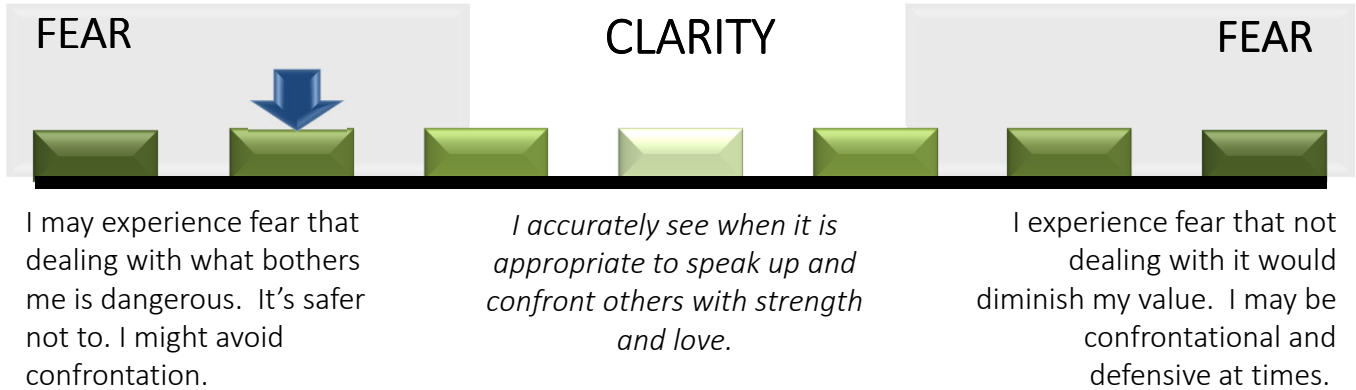 FEAR
CLARITY
FEAR
I may experience fear that
dealing with what bothers
me is dangerous.  It’s safer
not to. I might avoid
confrontation.
I accurately see when it is
appropriate to speak up and
confront others with strength
and love.
I experience fear that not
dealing with it would
diminish my value.  I may be
confrontational and
defensive at times.